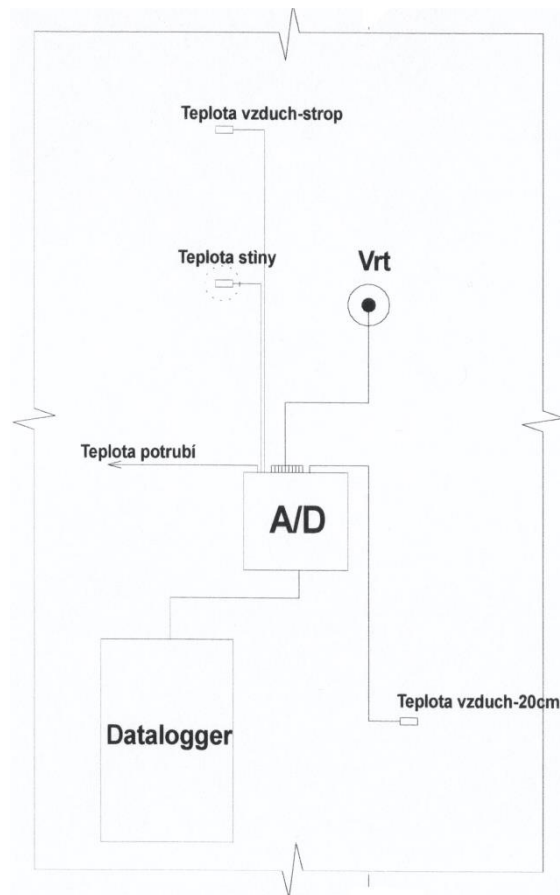 Teplota vzduch-strop
Teplota stiny
Vrt
Teplota potrubí
A/D
Teplota vzduch-20cm
Datalogger